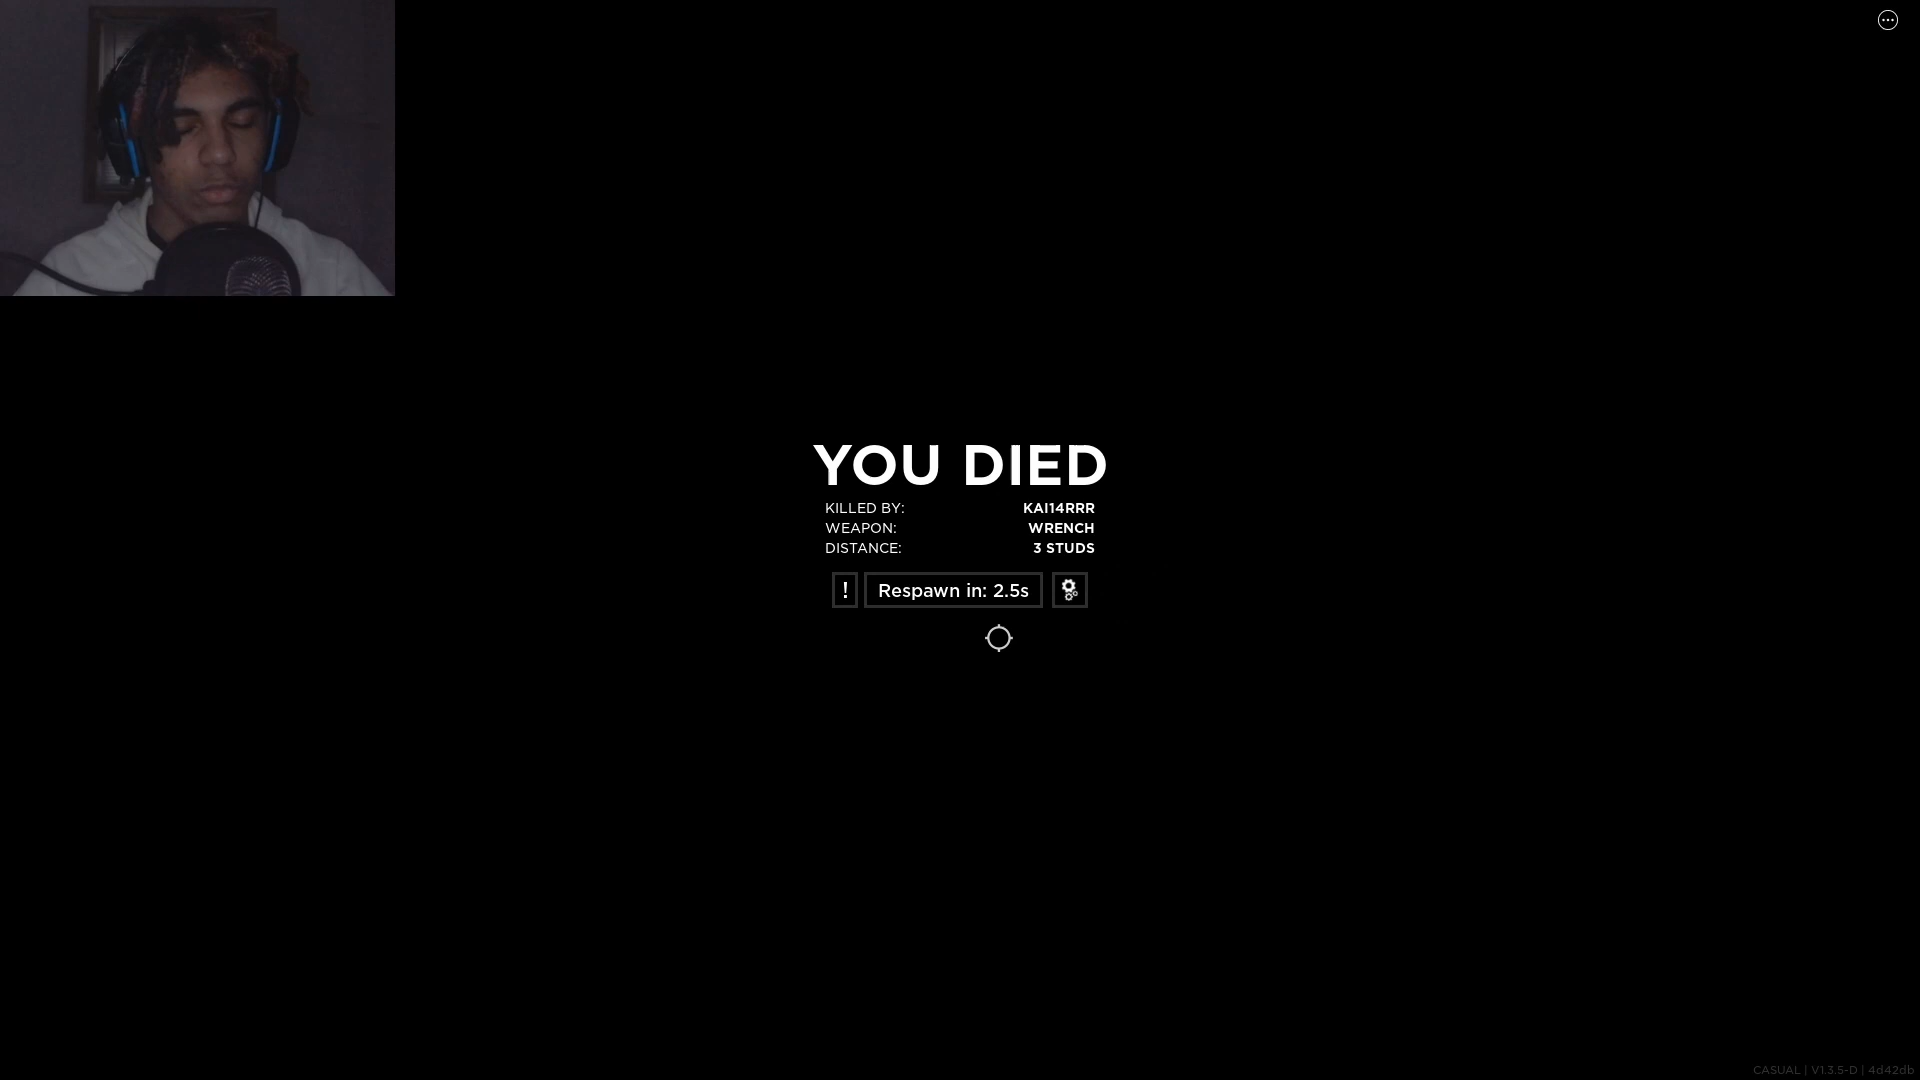 YOU DIED
KILLED BY: KAI14RRR
WEAPON: WRENCH
DISTANCE: 3 STUDS
! Respawn in: 2.5s
CASUAL | V1.3.5-D | 4d42db